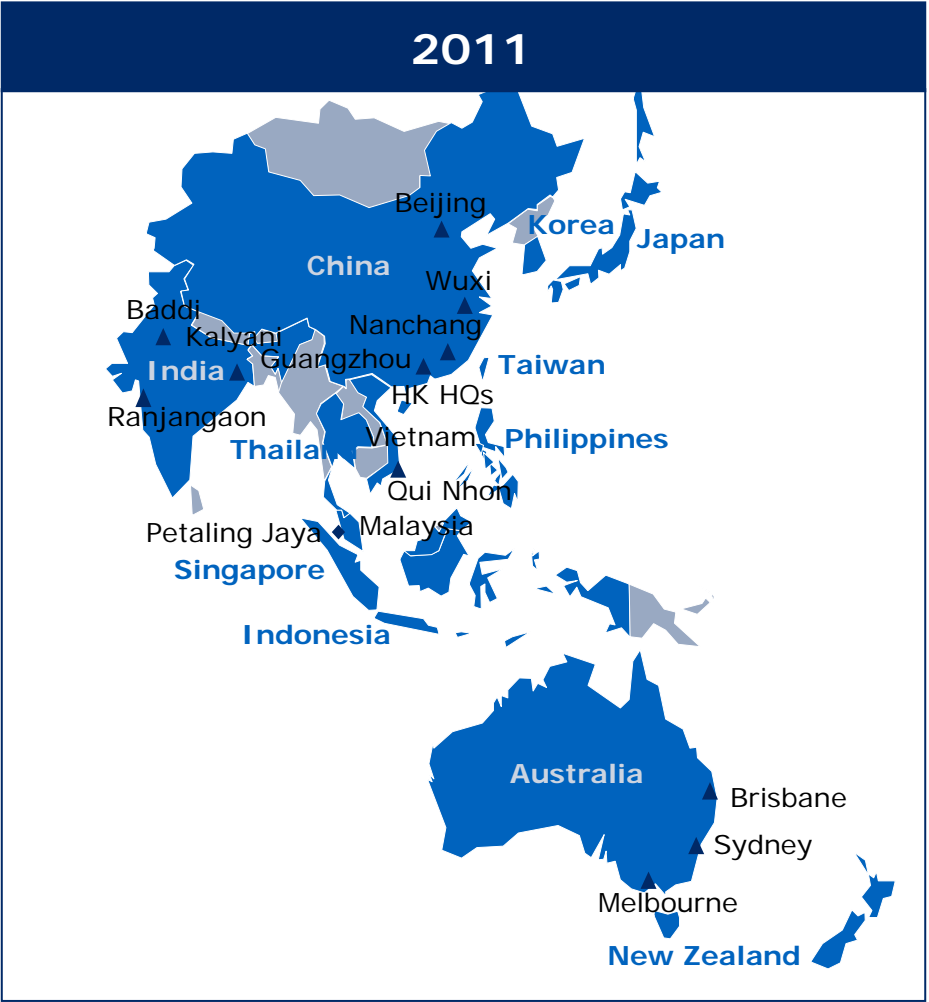 2011
Beijing
Korea
Japan
China
Wuxi
Baddi
Nanchang
Kalyani
Guangzhou
India
Taiwan
HK HQs
Ranjangaon
Vietnam
Philippines
Thailan
Qui Nhon
Malaysia
Petaling Jaya
Singapore
Indonesia
Australia
Brisbane
Sydney
Melbourne
New Zealand